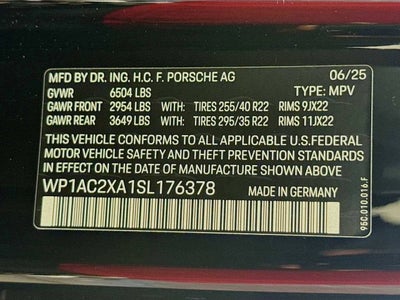 MFD BY DR. ING. H.C. F. PORSCHE AG 06/25
GVWR 6504 LBS TYPE: MPV
GAWR FRONT 2954 LBS WITH: TIRES 255/40 R22 RIMS 9JX22
GAWR REAR 3649 LBS WITH: TIRES 295/35 R22 RIMS 11JX22
THIS VEHICLE CONFORMS TO ALL APPLICABLE U.S.FEDERAL
MOTOR VEHICLE SAFETY AND THEFT PREVENTION STANDARDS
IN EFFECT ON THE DATE OF MANUFACTURE SHOWN ABOVE.
WP1AC2XA1SL176378 MADE IN GERMANY
95C.010.016.F